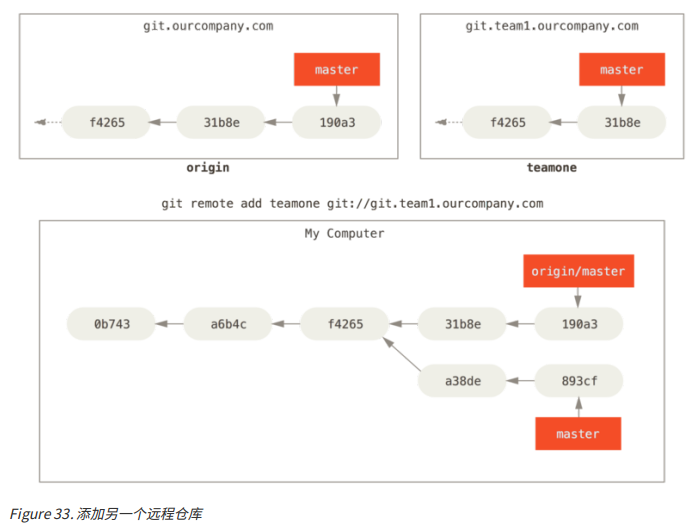 git.ourcompany.com
master
f4265
31b8e
190a3
origin
git.team1.ourcompany.com
master
f4265
31b8e
teamone
git remote add teamone git://git.team1.ourcompany.com
My Computer
origin/master
0b743
a6b4c
f4265
31b8e
190a3
a38de
893cf
master
Figure 33. 添加另一个远程仓库